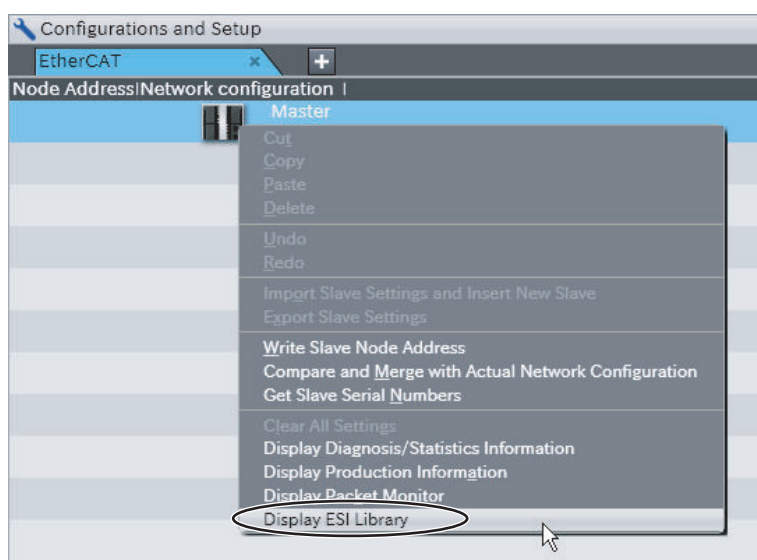 Configurations and Setup
EtherCAT × +
Node Address|Network configuration |
Master
Cut
Copy
Paste
Delete
Undo
Redo
Import Slave Settings and Insert New Slave
Export Slave Settings
Write Slave Node Address
Compare and Merge with Actual Network Configuration
Get Slave Serial Numbers
Clear All Settings
Display Diagnosis/Statistics Information
Display Production Information
Display Packet Monitor
Display ESI Library